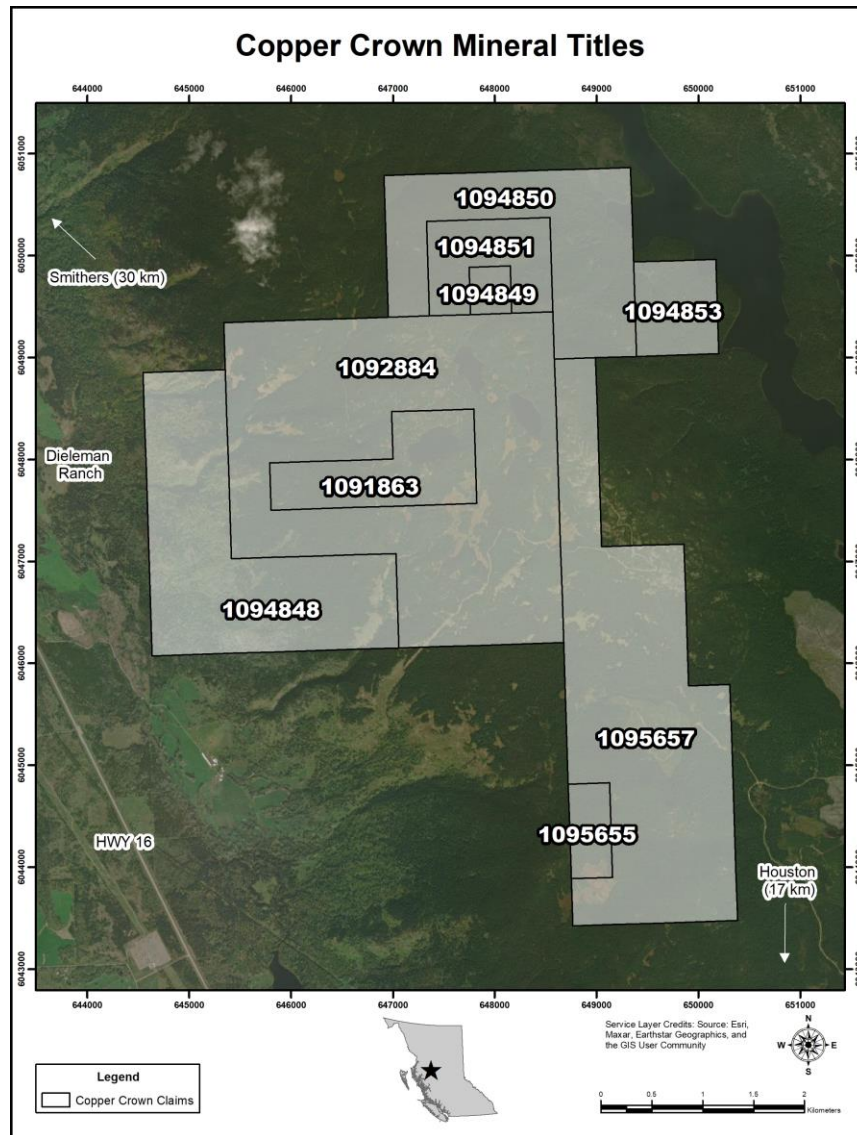 Copper Crown Mineral Titles
644000 645000 646000 647000 648000 649000 650000 651000
6051000 6051000
1094850
1094851
6050000
Smithers (30 km)
1094849
1094853
6049000
1092884
Dieleman
Ranch
6048000
1091863
6047000
1094848
6046000
1095657
6045000
1095655
HWY 16
6044000
Houston
(17 km)
6043000
644000 645000 646000 647000 648000 649000 650000 651000
Service Layer Credits: Source: Esri,
Maxar, Earthstar Geographics, and
the GIS User Community
N
W E
S
Legend
Copper Crown Claims
0 0.5 1 1.5 2
Kilometers